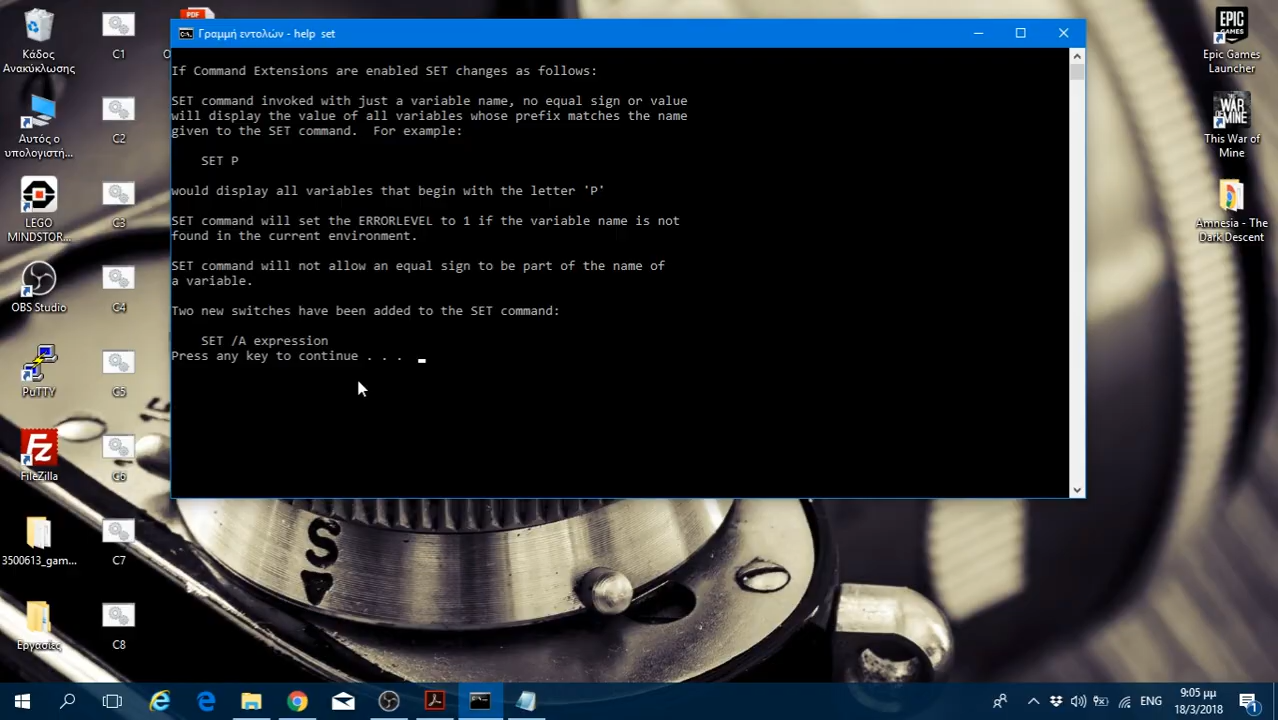 Γραμμή εντολών - help set
If Command Extensions are enabled SET changes as follows:
SET command invoked with just a variable name, no equal sign or value
will display the value of all variables whose prefix matches the name
given to the SET command.  For example:
SET P
would display all variables that begin with the letter 'P'
SET command will set the ERRORLEVEL to 1 if the variable name is not
found in the current environment.
SET command will not allow an equal sign to be part of the name of
a variable.
Two new switches have been added to the SET command:
SET /A expression
Press any key to continue . . .
Κάδος
Ανακύκλωσης
Αυτός ο
υπολογιστή...
LEGO
MINDSTOR...
OBS Studio
PuTTY
FileZilla
3500613_gam...
Εργασίες
C1
C2
C3
C4
C5
C6
C7
C8
PDF
EPIC
GAMES
Epic Games
Launcher
THIS
WAR
OF
MINE
This War of
Mine
Amnesia - The
Dark Descent
S
ENG
9:05 μμ
18/3/2018
1